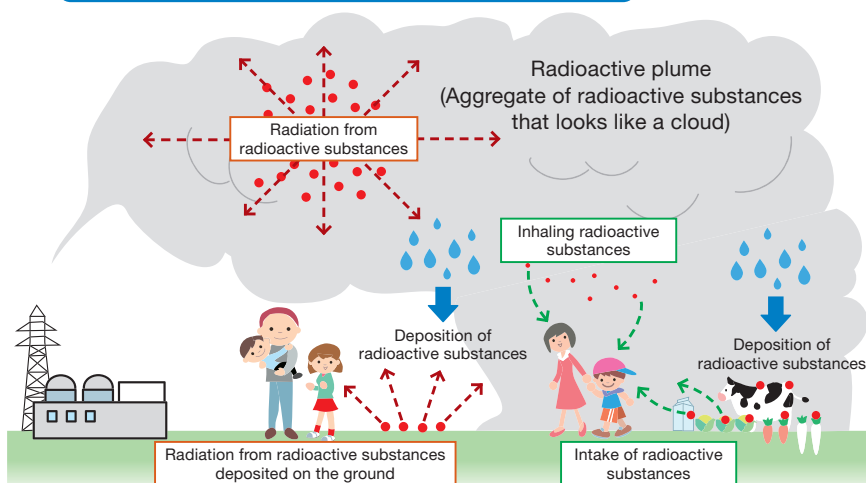 Radioactive plume
(Aggregate of radioactive substances
that looks like a cloud)
Radiation from
radioactive substances
Inhaling radioactive
substances
Deposition of
radioactive substances
Deposition of
radioactive substances
Radiation from radioactive substances
deposited on the ground
Intake of radioactive
substances